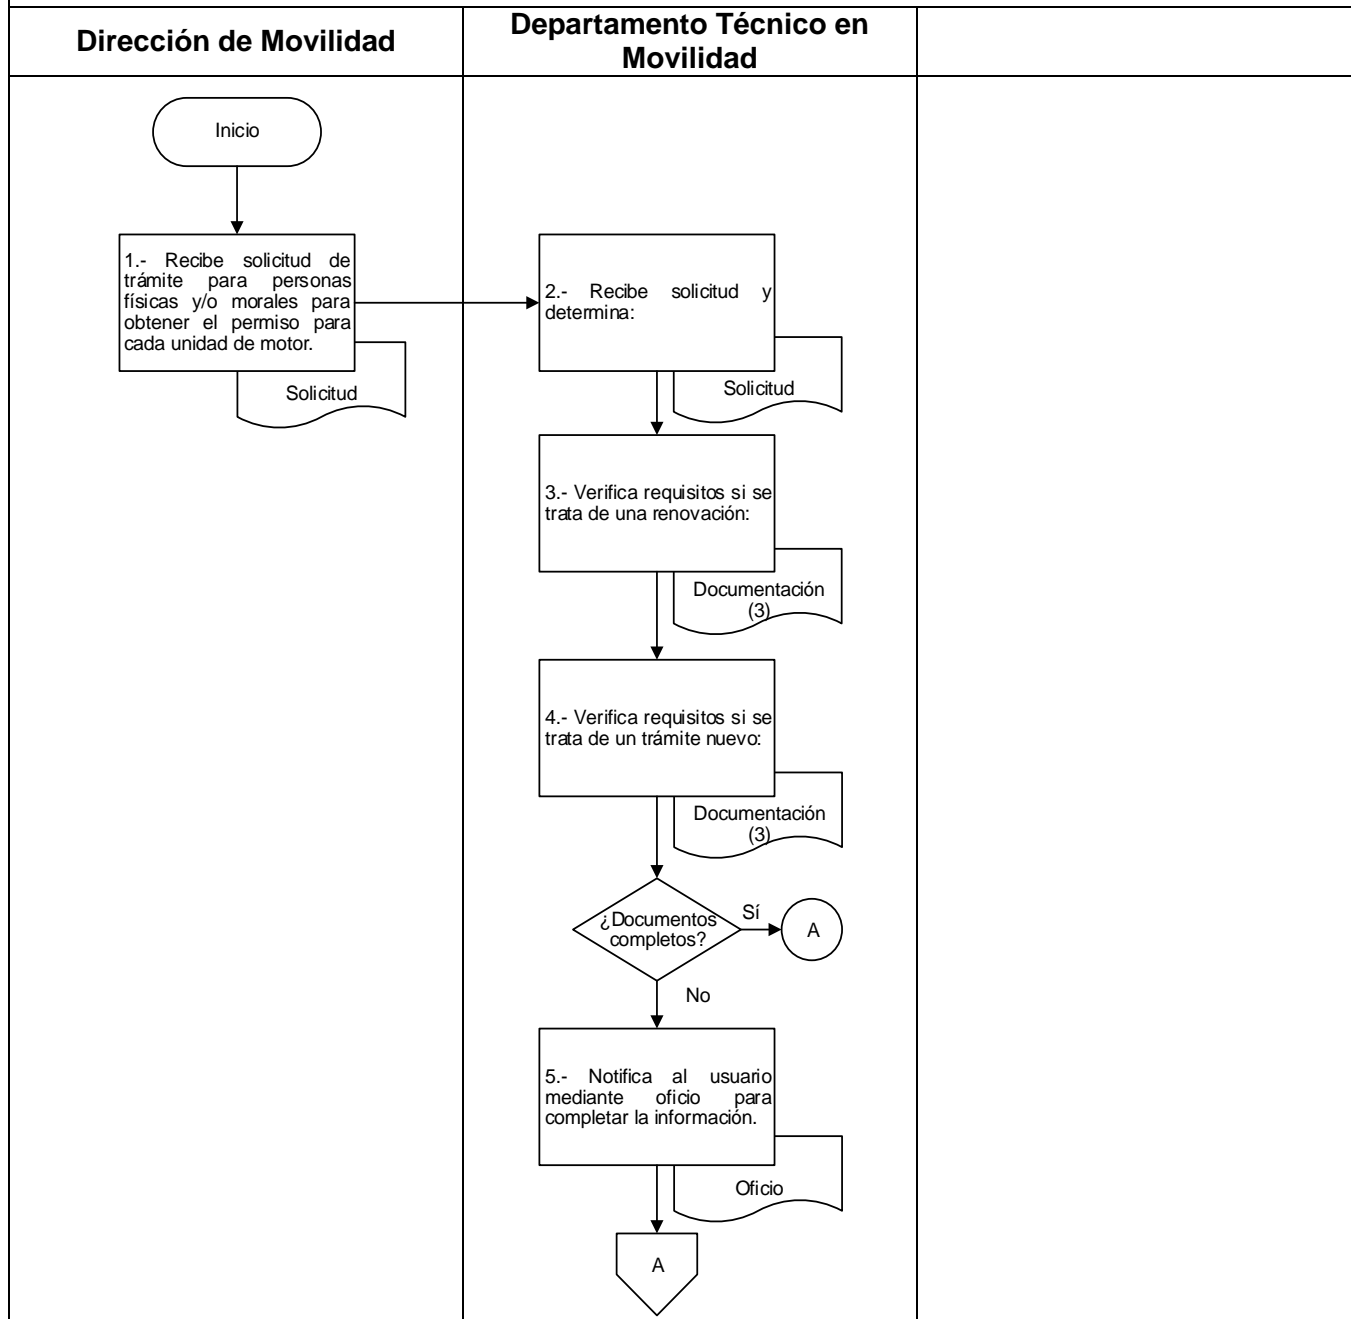 Dirección de Movilidad
Departamento Técnico en
Movilidad
Inicio
1.- Recibe solicitud de
trámite para personas
físicas y/o morales para
obtener el permiso para
cada unidad de motor.
Solicitud
2.- Recibe solicitud y
determina:
Solicitud
3.- Verifica requisitos si se
trata de una renovación:
Documentación
(3)
4.- Verifica requisitos si se
trata de un trámite nuevo:
Documentación
(3)
¿Documentos
completos?
Sí
A
No
5.- Notifica al usuario
mediante oficio para
completar la información.
Oficio
A